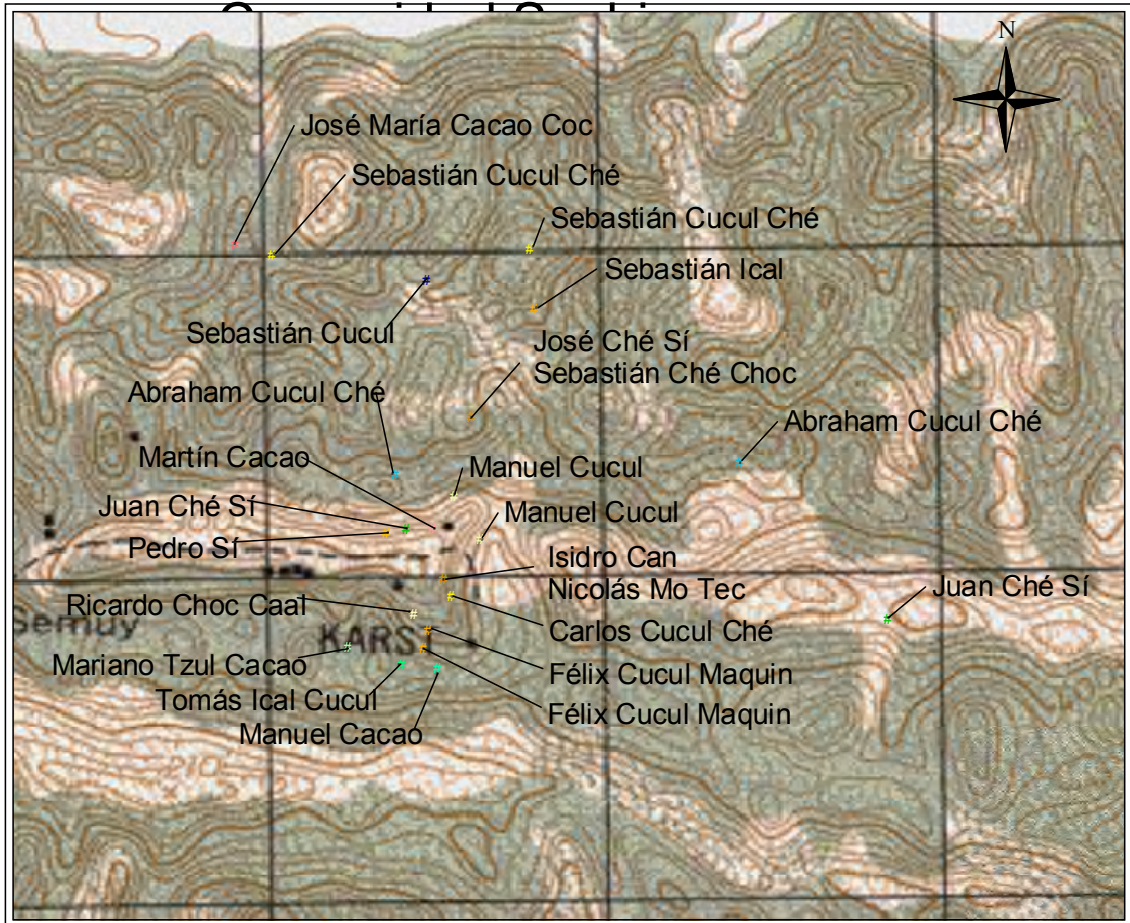 N
José María Cacao Coc
Sebastián Cucul Ché
Sebastián Cucul Ché
Sebastián Ical
Sebastián Cucul
José Ché Sí
Sebastián Ché Choc
Abraham Cucul Ché
Abraham Cucul Ché
Martín Cacao
Manuel Cucul
Juan Ché Sí
Manuel Cucul
Pedro Sí
Isidro Can
Nicolás Mo Tec
Juan Ché Sí
Ricardo Choc Caal
Semuy
KARST
Carlos Cucul Ché
Mariano Tzul Cacao
Félix Cucul Maquin
Tomás Ical Cucul
Félix Cucul Maquin
Manuel Cacao